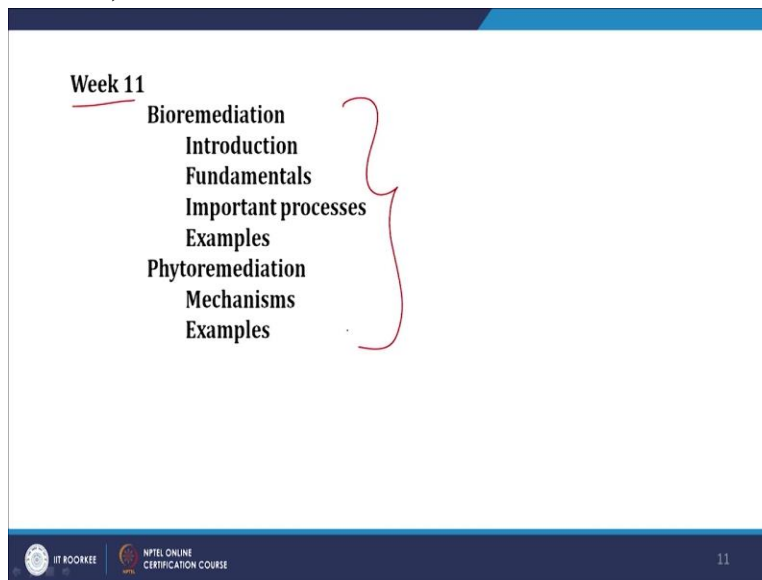 Week 11
Bioremediation
Introduction
Fundamentals
Important processes
Examples
Phytoremediation
Mechanisms
Examples
IIT ROORKEE
NPTEL ONLINE
CERTIFICATION COURSE
11